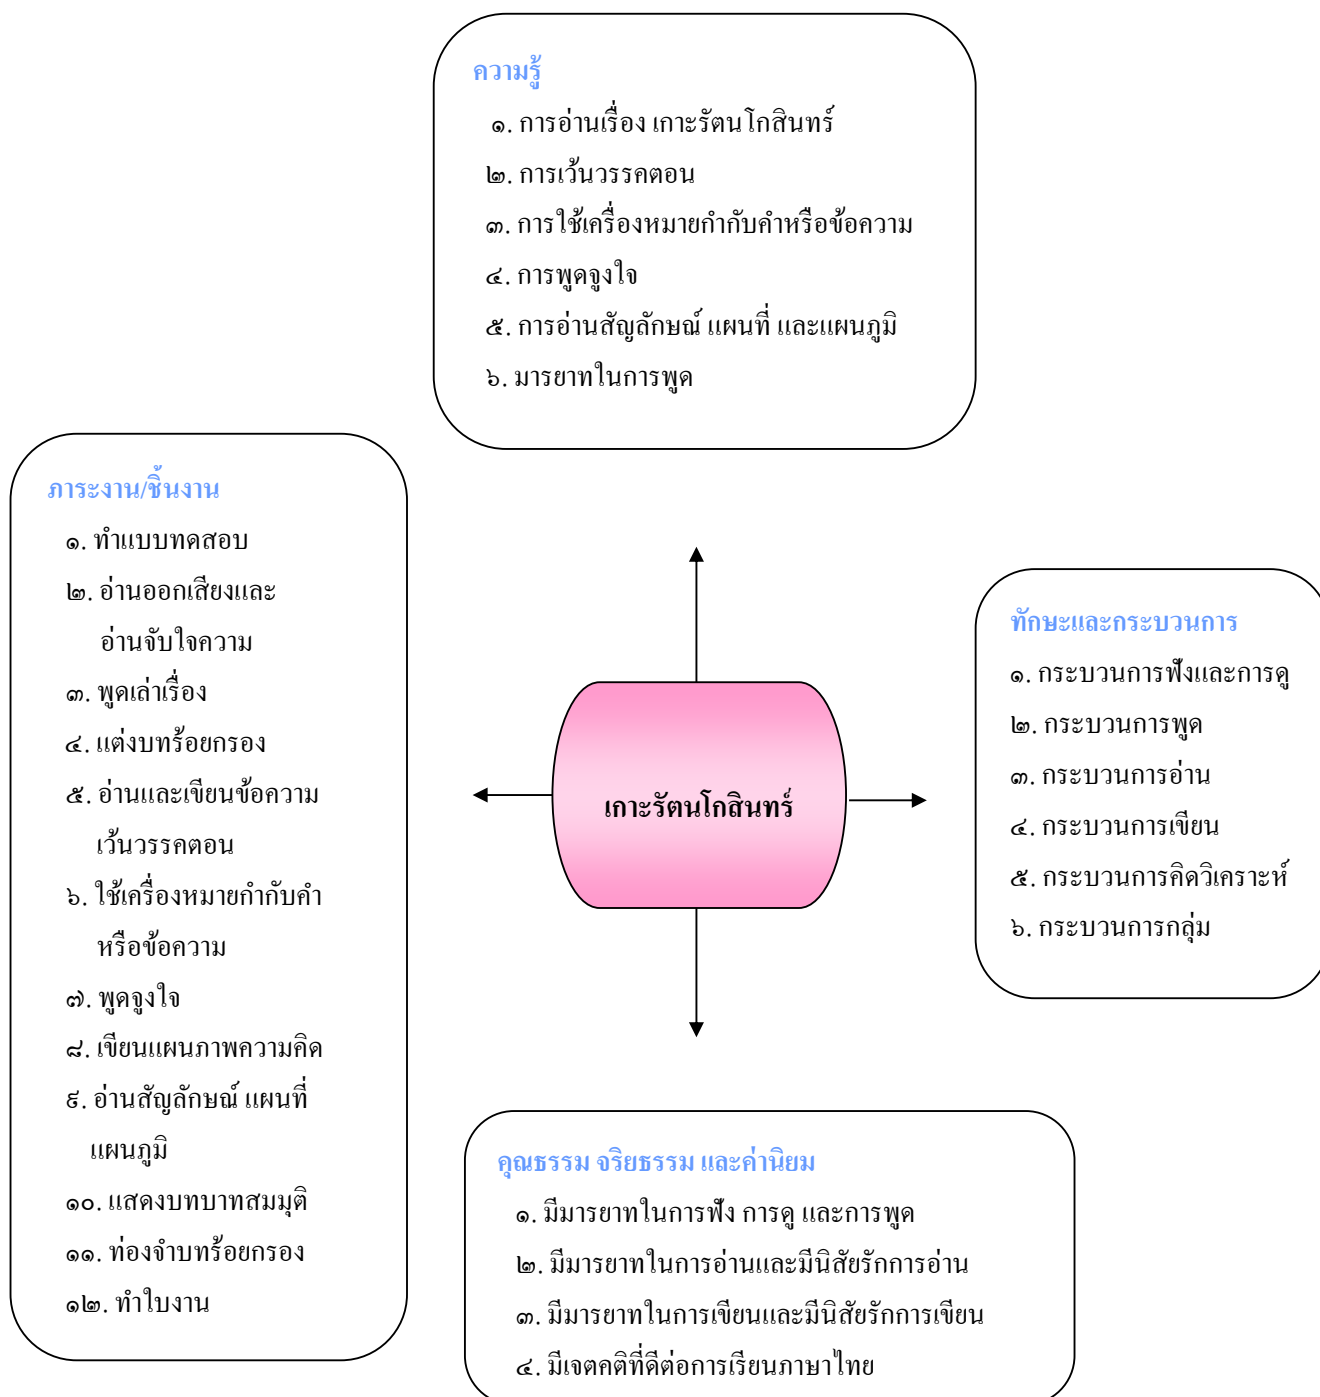 ความรู้
๑. การอ่านเรื่อง เกาะรัตนโกสินทร์
๒. การเว้นวรรคตอน
๓. การใช้เครื่องหมายกำกับคำหรือข้อความ
๔. การพูดจูงใจ
๕. การอ่านสัญลักษณ์ แผนที่ และแผนภูมิ
๖. มารยาทในการพูด
ภาระงาน/ชิ้นงาน
๑. ทำแบบทดสอบ
๒. อ่านออกเสียงและ
อ่านจับใจความ
๓. พูดเล่าเรื่อง
๔. แต่งบทร้อยกรอง
๕. อ่านและเขียนข้อความ
เว้นวรรคตอน
๖. ใช้เครื่องหมายกำกับคำ
หรือข้อความ
๗. พูดจูงใจ
๘. เขียนแผนภาพความคิด
๙. อ่านสัญลักษณ์ แผนที่
แผนภูมิ
๑๐. แสดงบทบาทสมมุติ
๑๑. ท่องจำบทร้อยกรอง
๑๒. ทำใบงาน
เกาะรัตนโกสินทร์
ทักษะและกระบวนการ
๑. กระบวนการฟังและการดู
๒. กระบวนการพูด
๓. กระบวนการอ่าน
๔. กระบวนการเขียน
๕. กระบวนการคิดวิเคราะห์
๖. กระบวนการกลุ่ม
คุณธรรม จริยธรรม และค่านิยม
๑. มีมารยาทในการฟัง การดู และการพูด
๒. มีมารยาทในการอ่านและมีนิสัยรักการอ่าน
๓. มีมารยาทในการเขียนและมีนิสัยรักการเขียน
๔. มีเจตคติที่ดีต่อการเรียนภาษาไทย